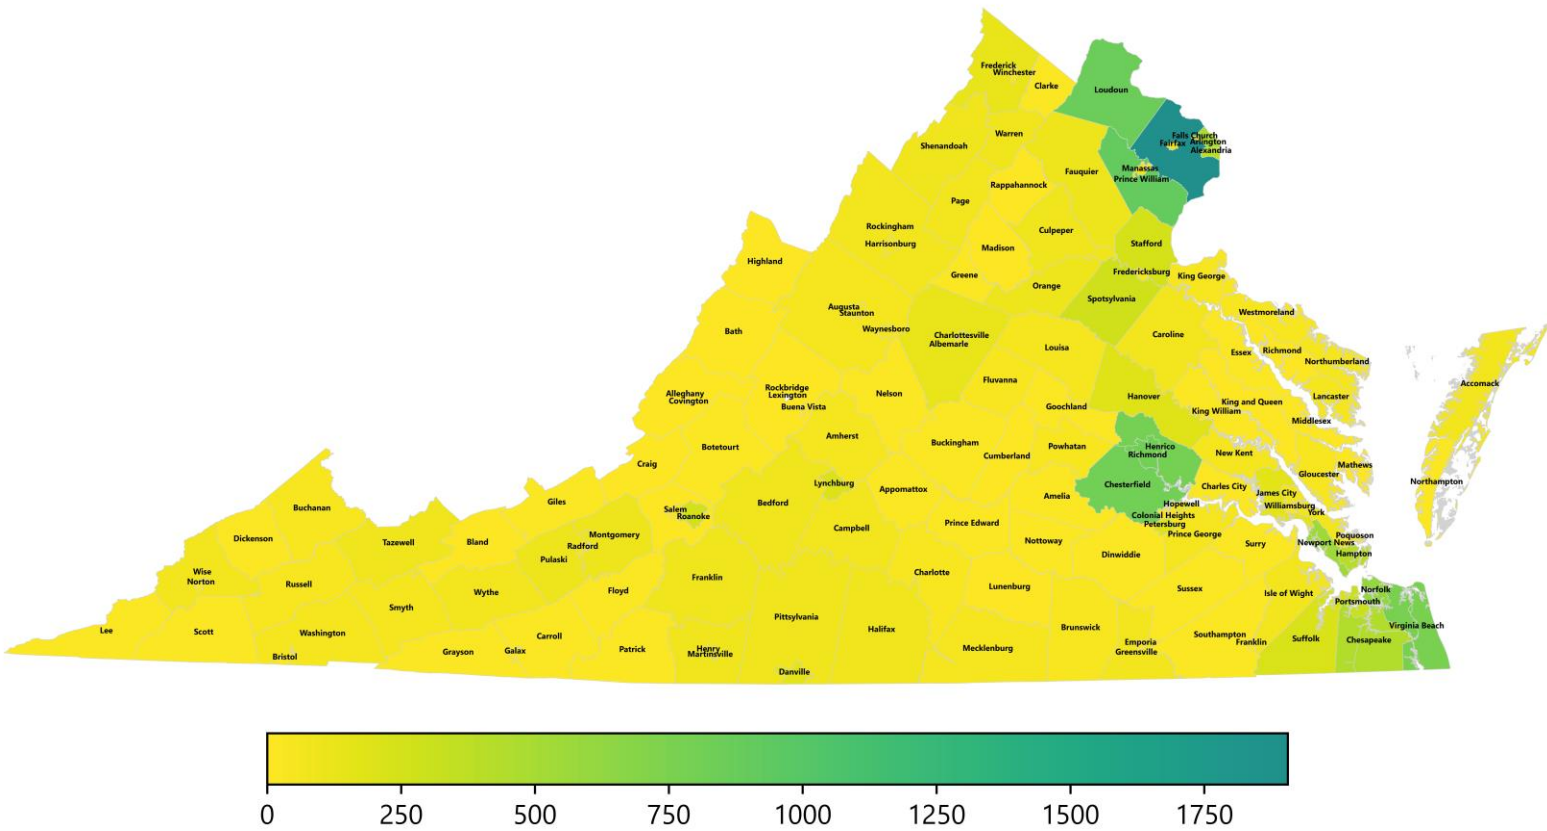 Frederick
Winchester
Clarke
Loudoun
Warren
Shenandoah
Falls Church
Fairfax
Arlington
Alexandria
Fauquier
Manassas
Prince William
Rappahannock
Page
Rockingham
Harrisonburg
Culpeper
Madison
Stafford
Highland
Greene
Fredericksburg
King George
Orange
Spotsylvania
Augusta
Staunton
Waynesboro
Westmoreland
Bath
Charlottesville
Albemarle
Louisa
Caroline
Essex
Richmond
Northumberland
Accomack
Fluvanna
Rockbridge
Lexington
Buena Vista
Nelson
Alleghany
Covington
Hanover
Lancaster
Goochland
King and Queen
King William
Middlesex
Amherst
Buckingham
Cumberland
Powhatan
Henrico
Richmond
New Kent
Botetourt
Craig
Mathews
Gloucester
Northampton
Lynchburg
Appomattox
Chesterfield
Charles City
James City
Williamsburg
York
Amelia
Bedford
Giles
Buchanan
Salem
Roanoke
Hopewell
Colonial Heights
Petersburg
Prince George
Campbell
Prince Edward
Nottoway
Dickenson
Tazewell
Bland
Montgomery
Radford
Pulaski
Surry
Poquoson
Newport News
Hampton
Dinwiddie
Wise
Norton
Russell
Wythe
Floyd
Franklin
Charlotte
Lunenburg
Sussex
Isle of Wight
Norfolk
Portsmouth
Smyth
Pittsylvania
Halifax
Brunswick
Virginia Beach
Lee
Scott
Washington
Carroll
Southampton
Franklin
Suffolk
Chesapeake
Bristol
Grayson
Galax
Patrick
Henry
Martinsville
Mecklenburg
Emporia
Greensville
Danville
0 250 500 750 1000 1250 1500 1750